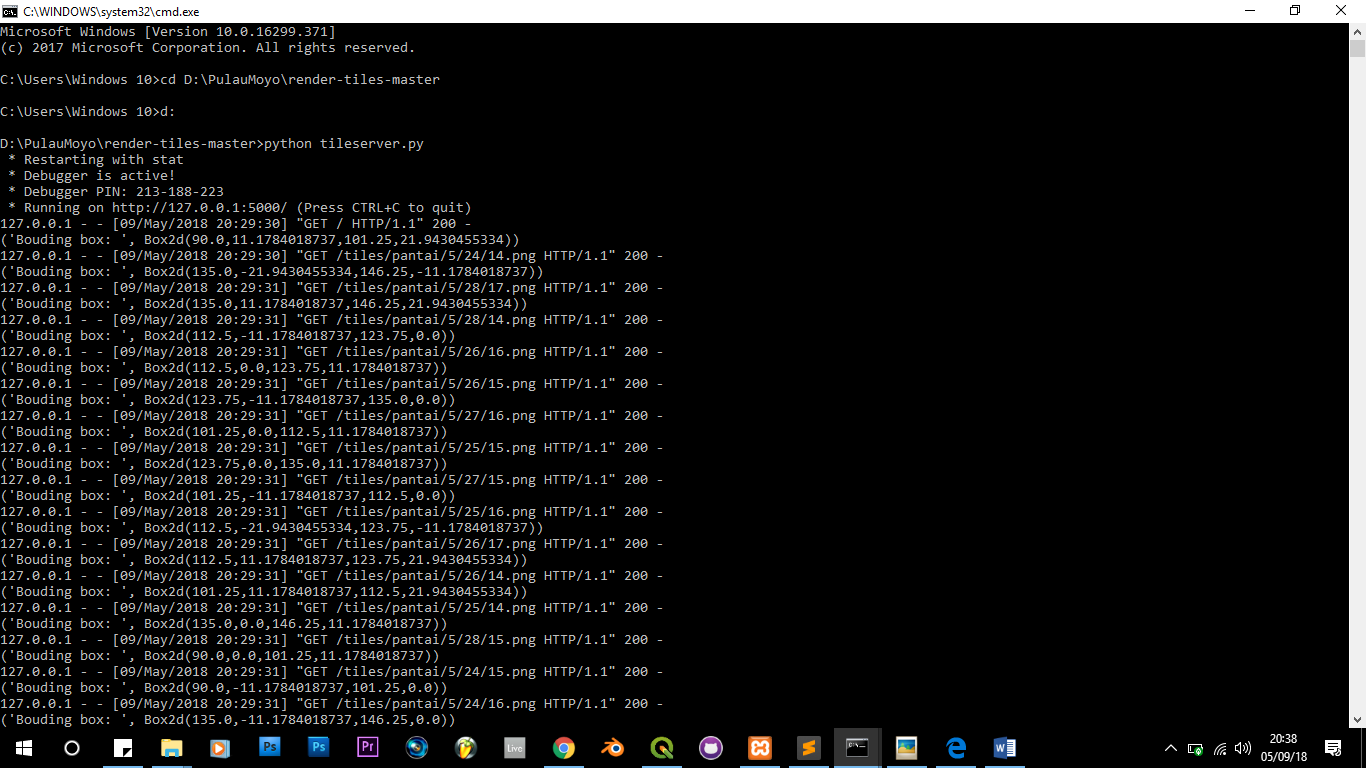 C:\WINDOWS\system32\cmd.exe
Microsoft Windows [Version 10.0.16299.371]
(c) 2017 Microsoft Corporation. All rights reserved.
C:\Users\Windows 10>cd D:\PulauMoyo\render-tiles-master
C:\Users\Windows 10>d:
D:\PulauMoyo\render-tiles-master>python tileserver.py
* Restarting with stat
* Debugger is active!
* Debugger PIN: 213-188-223
* Running on http://127.0.0.1:5000/ (Press CTRL+C to quit)
127.0.0.1 - - [09/May/2018 20:29:30] "GET / HTTP/1.1" 200 -
('Bouding box: ', Box2d(90.0,11.1784018737,101.25,21.9430455334))
127.0.0.1 - - [09/May/2018 20:29:30] "GET /tiles/pantai/5/24/14.png HTTP/1.1" 200 -
('Bouding box: ', Box2d(135.0,-21.9430455334,146.25,-11.1784018737))
127.0.0.1 - - [09/May/2018 20:29:31] "GET /tiles/pantai/5/28/17.png HTTP/1.1" 200 -
('Bouding box: ', Box2d(135.0,11.1784018737,146.25,21.9430455334))
127.0.0.1 - - [09/May/2018 20:29:31] "GET /tiles/pantai/5/28/14.png HTTP/1.1" 200 -
('Bouding box: ', Box2d(112.5,-11.1784018737,123.75,0.0))
127.0.0.1 - - [09/May/2018 20:29:31] "GET /tiles/pantai/5/26/16.png HTTP/1.1" 200 -
('Bouding box: ', Box2d(112.5,0.0,123.75,11.1784018737))
127.0.0.1 - - [09/May/2018 20:29:31] "GET /tiles/pantai/5/26/15.png HTTP/1.1" 200 -
('Bouding box: ', Box2d(123.75,-11.1784018737,135.0,0.0))
127.0.0.1 - - [09/May/2018 20:29:31] "GET /tiles/pantai/5/27/16.png HTTP/1.1" 200 -
('Bouding box: ', Box2d(101.25,0.0,112.5,11.1784018737))
127.0.0.1 - - [09/May/2018 20:29:31] "GET /tiles/pantai/5/25/15.png HTTP/1.1" 200 -
('Bouding box: ', Box2d(123.75,0.0,135.0,11.1784018737))
127.0.0.1 - - [09/May/2018 20:29:31] "GET /tiles/pantai/5/27/15.png HTTP/1.1" 200 -
('Bouding box: ', Box2d(101.25,-11.1784018737,112.5,0.0))
127.0.0.1 - - [09/May/2018 20:29:31] "GET /tiles/pantai/5/25/16.png HTTP/1.1" 200 -
('Bouding box: ', Box2d(112.5,-21.9430455334,123.75,-11.1784018737))
127.0.0.1 - - [09/May/2018 20:29:31] "GET /tiles/pantai/5/26/17.png HTTP/1.1" 200 -
('Bouding box: ', Box2d(112.5,11.1784018737,123.75,21.9430455334))
127.0.0.1 - - [09/May/2018 20:29:31] "GET /tiles/pantai/5/26/14.png HTTP/1.1" 200 -
('Bouding box: ', Box2d(101.25,11.1784018737,112.5,21.9430455334))
127.0.0.1 - - [09/May/2018 20:29:31] "GET /tiles/pantai/5/25/14.png HTTP/1.1" 200 -
('Bouding box: ', Box2d(135.0,0.0,146.25,11.1784018737))
127.0.0.1 - - [09/May/2018 20:29:31] "GET /tiles/pantai/5/28/15.png HTTP/1.1" 200 -
('Bouding box: ', Box2d(90.0,0.0,101.25,11.1784018737))
127.0.0.1 - - [09/May/2018 20:29:31] "GET /tiles/pantai/5/24/15.png HTTP/1.1" 200 -
('Bouding box: ', Box2d(90.0,-11.1784018737,101.25,0.0))
127.0.0.1 - - [09/May/2018 20:29:31] "GET /tiles/pantai/5/24/16.png HTTP/1.1" 200 -
('Bouding box: ', Box2d(135.0,-11.1784018737,146.25,0.0))
Ps Ps Pr Live
20:38
05/09/18